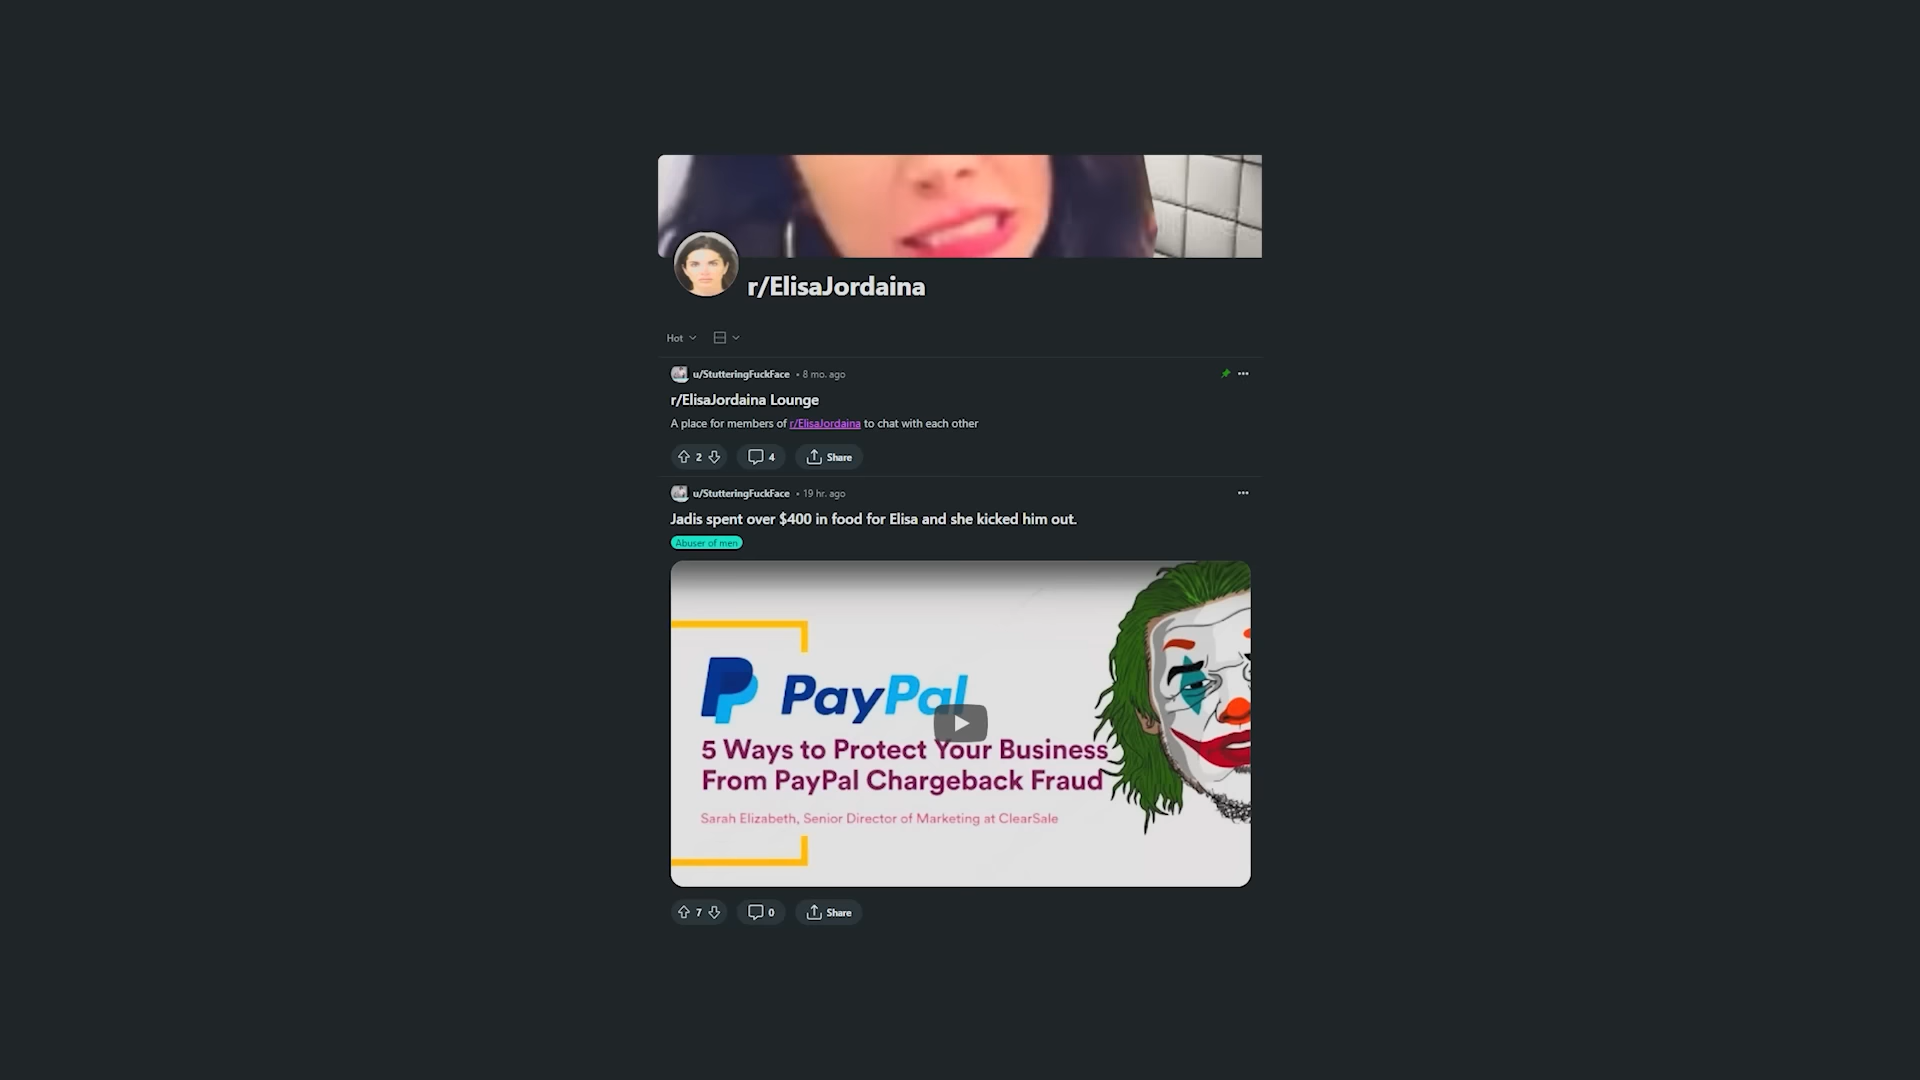 r/ElisaJordaina
Hot
u/StutteringFuckFace • 8 mo. ago
r/ElisaJordaina Lounge
A place for members of r/ElisaJordaina to chat with each other
2 4 Share
u/StutteringFuckFace • 19 hr. ago
Jadis spent over $400 in food for Elisa and she kicked him out.
Abuser of men
PayPal
5 Ways to Protect Your Business
From PayPal Chargeback Fraud
Sarah Elizabeth, Senior Director of Marketing at ClearSale
7 0 Share